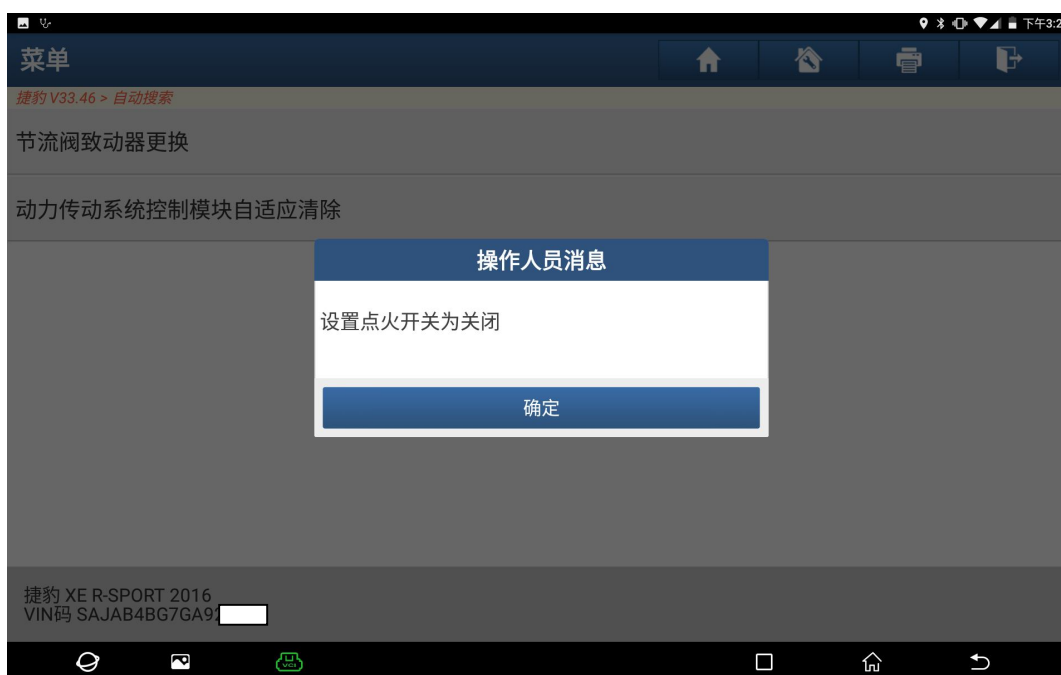 下午3:2
菜单
捷豹 V33.46 > 自动搜索
节流阀致动器更换
动力传动系统控制模块自适应清除
操作人员消息
设置点火开关为关闭
确定
捷豹 XE R-SPORT 2016
VIN码 SAJAB4BG7GA92
VCI